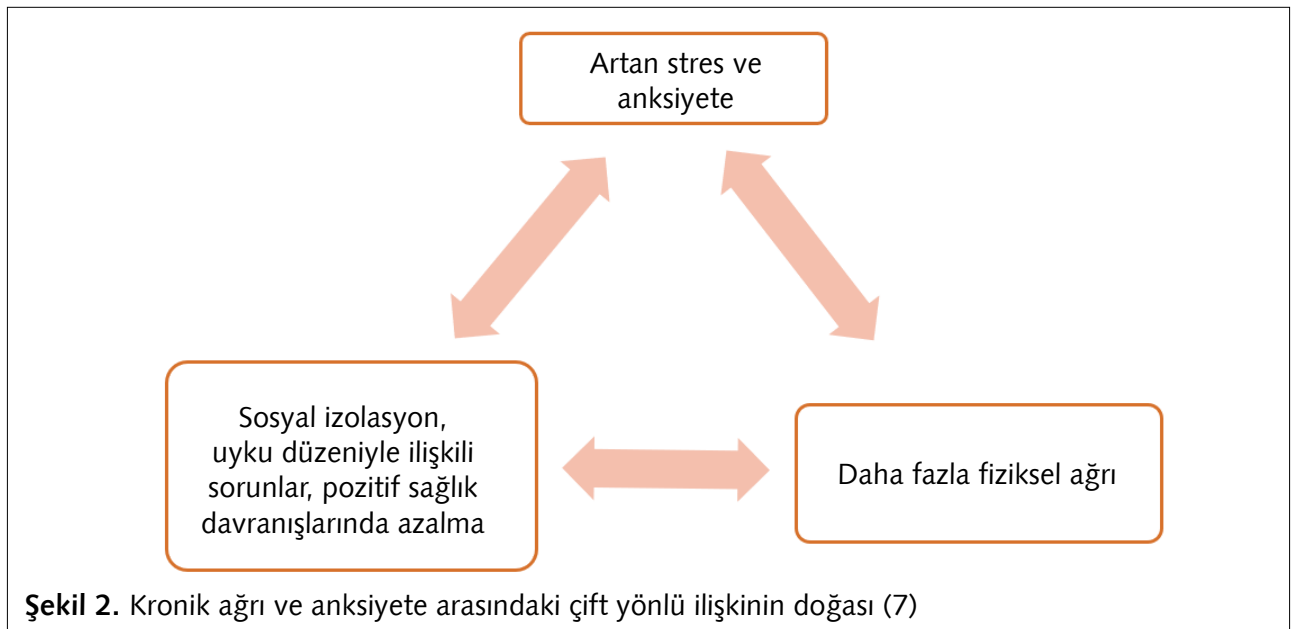 Artan stres ve
anksiyete
Sosyal izolasyon,
uyku düzeniyle ilişkili
sorunlar, pozitif sağlık
davranışlarında azalma
Daha fazla fiziksel ağrı
Şekil 2. Kronik ağrı ve anksiyete arasındaki çift yönlü ilişkinin doğası (7)